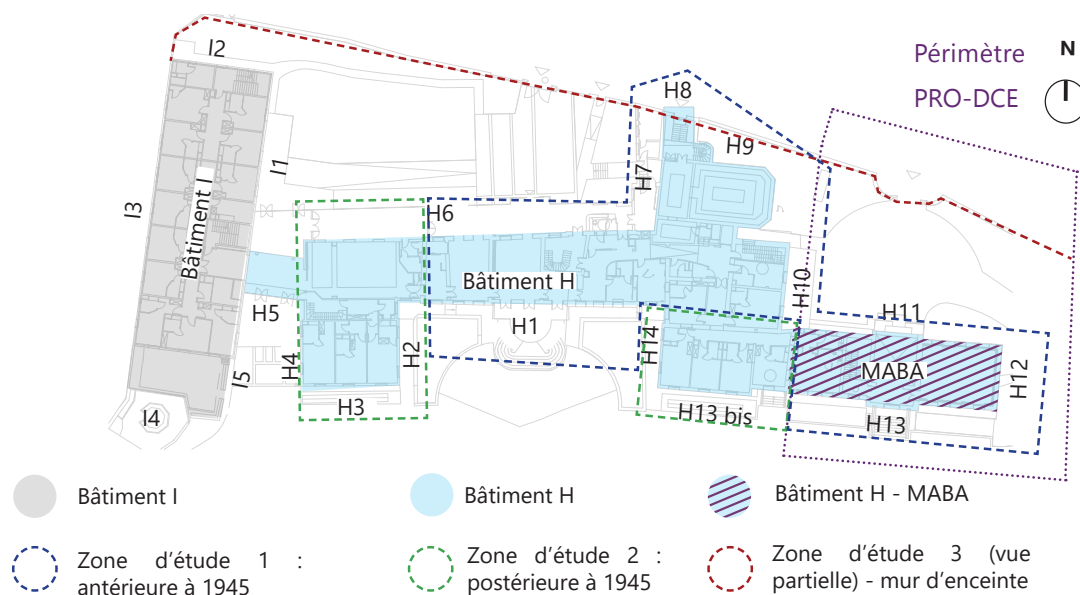 Périmètre
PRO-DCE
N
I2
H8
H9
H7
I1
I3
Bâtiment I
H6
Bâtiment H
H10
H5
H1
H11
H4
H2
H14
MABA
H12
I5
H3
H13 bis
H13
I4
Bâtiment I
Bâtiment H
Bâtiment H - MABA
Zone d'étude 1 :
antérieure à 1945
Zone d'étude 2 :
postérieure à 1945
Zone d'étude 3 (vue
partielle) - mur d'enceinte